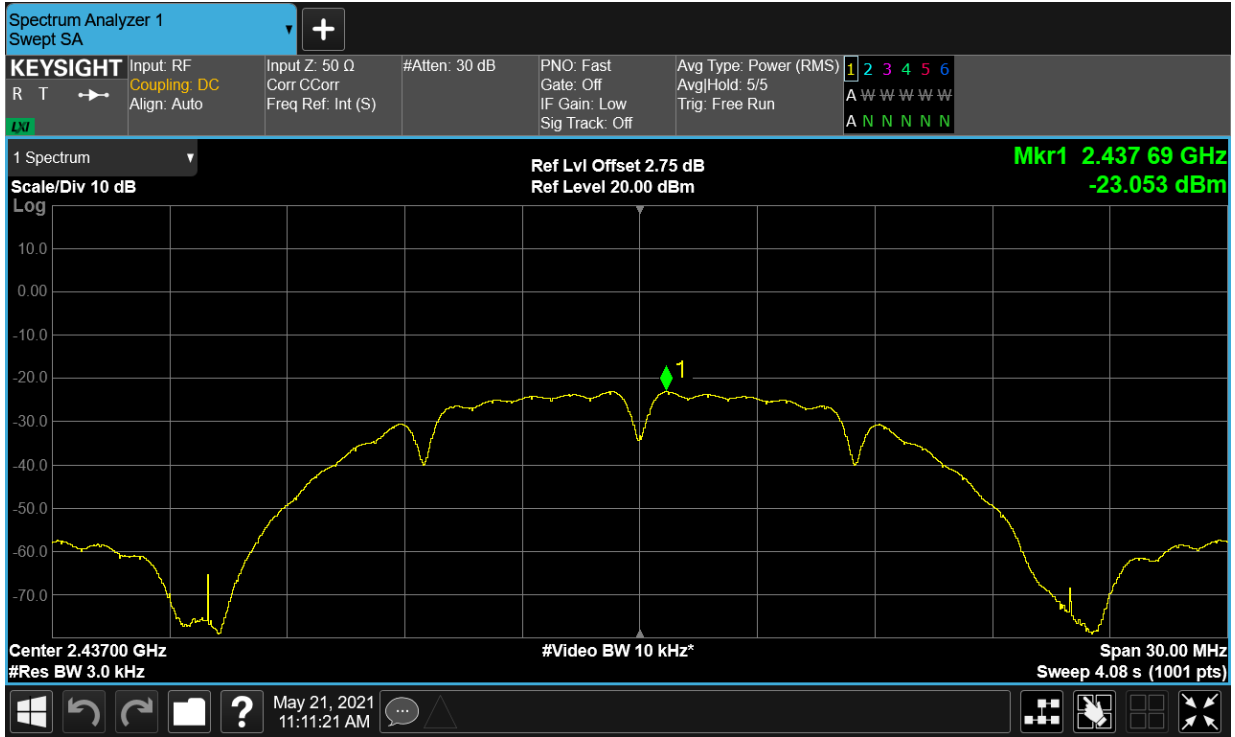 Spectrum Analyzer 1
Swept SA
KEYSIGHT
R T
LXI
Input: RF
Coupling: DC
Align: Auto
Input Z: 50 Ω
Corr CCorr
Freq Ref: Int (S)
#Atten: 30 dB
PNO: Fast
Gate: Off
IF Gain: Low
Sig Track: Off
Avg Type: Power (RMS)
Avg|Hold: 5/5
Trig: Free Run
1 2 3 4 5 6
A W W W W W
A N N N N N
1 Spectrum
Scale/Div 10 dB
Ref Lvl Offset 2.75 dB
Ref Level 20.00 dBm
Mkr1 2.437 69 GHz
-23.053 dBm
Log
10.0
0.00
-10.0
-20.0
-30.0
-40.0
-50.0
-60.0
-70.0
1
Center 2.43700 GHz
#Res BW 3.0 kHz
#Video BW 10 kHz*
Span 30.00 MHz
Sweep 4.08 s (1001 pts)
?
May 21, 2021
11:11:21 AM